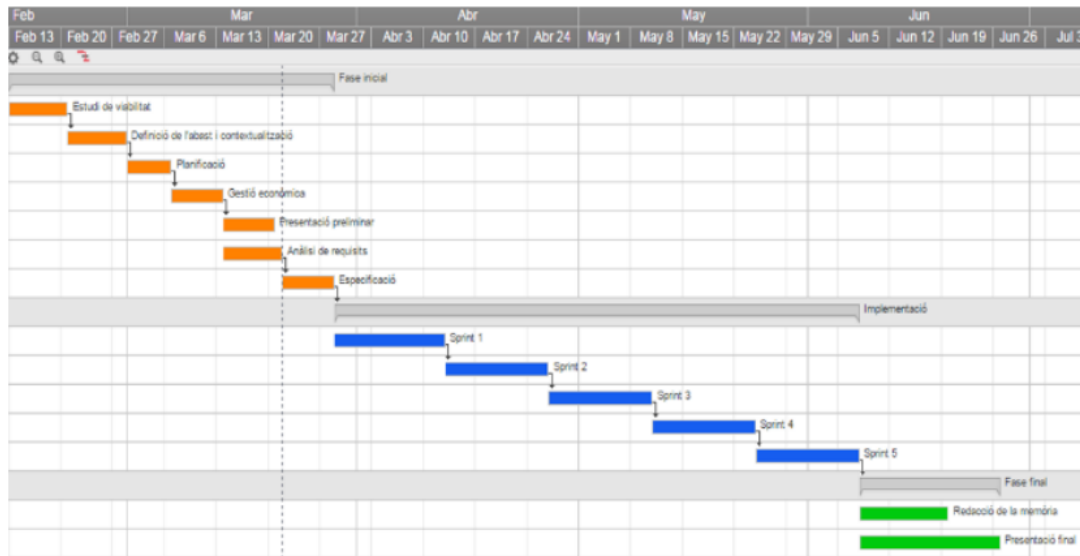 Feb Mar Abr May Jun
Feb 13 Feb 20 Feb 27 Mar 6 Mar 13 Mar 20 Mar 27 Abr 3 Abr 10 Abr 17 Abr 24 May 1 May 8 May 15 May 22 May 29 Jun 5 Jun 12 Jun 19 Jun 26 Jul 3
Fase inicial
Estudi de viabilitat
Definició de l'abast i contextualització
Planificació
Gestió econòmica
Presentació preliminar
Anàlisi de requisits
Especificació
Implementació
Sprint 1
Sprint 2
Sprint 3
Sprint 4
Sprint 5
Fase final
Redacció de la memòria
Presentació final